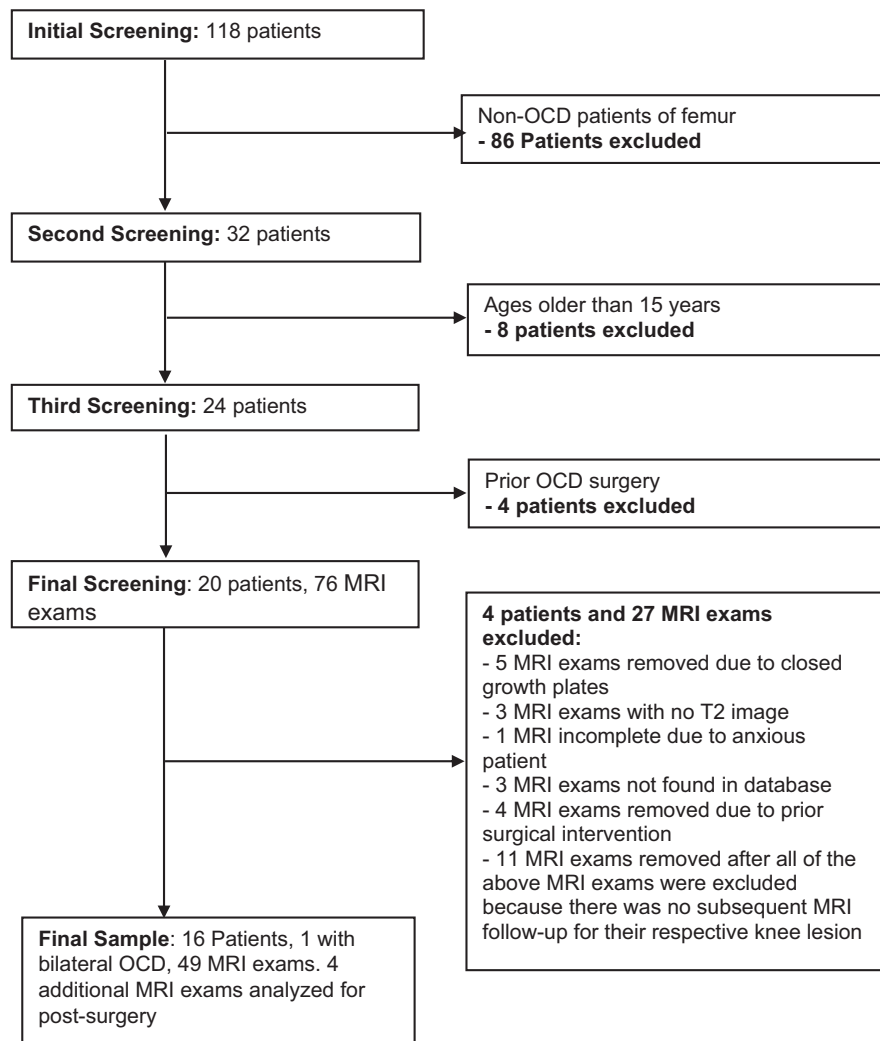 Initial Screening: 118 patients
Non-OCD patients of femur
- 86 Patients excluded
Second Screening: 32 patients
Ages older than 15 years
- 8 patients excluded
Third Screening: 24 patients
Prior OCD surgery
- 4 patients excluded
Final Screening: 20 patients, 76 MRI
exams
4 patients and 27 MRI exams
excluded:
- 5 MRI exams removed due to closed
growth plates
- 3 MRI exams with no T2 image
- 1 MRI incomplete due to anxious
patient
- 3 MRI exams not found in database
- 4 MRI exams removed due to prior
surgical intervention
- 11 MRI exams removed after all of the
above MRI exams were excluded
because there was no subsequent MRI
follow-up for their respective knee lesion
Final Sample: 16 Patients, 1 with
bilateral OCD, 49 MRI exams. 4
additional MRI exams analyzed for
post-surgery